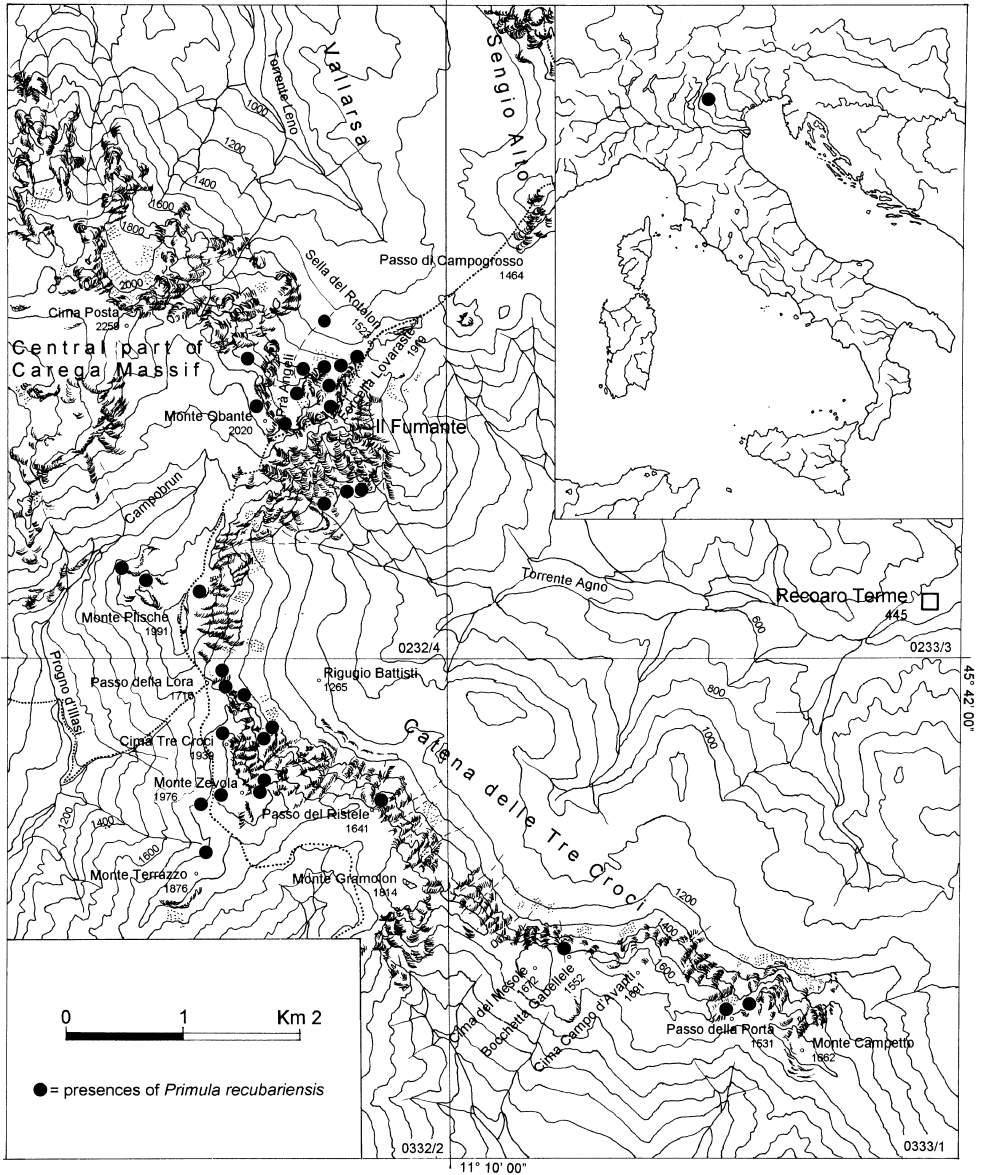 Vallarsa
Torrente Leno
Sengio Alto
1000
1200
1400
1600
1800
2000
Passo di Campogrosso
1464
Sella del Rotolon
1523
Cima Posta
2259
Central part of
Carega Massif
Prà Angeli
Monte Obante
2020
Il Fumante
Campobrun
Torrente Agno
Recoaro Terme
445
600
Monte Plische
1991
0232/4
0233/3
45° 42' 00"
Passo della Lora
1716
Rigugio Battisti
1265
800
1000
Progno d'Illasi
Cima Tre Croci
1939
Catena delle Tre Croci
Monte Zevola
1976
Passo del Ristele
1641
1200
1400
1600
Monte Terrazzo
1876
Monte Gramolon
1814
1200
1400
1600
Cima del Mesole
1672
Bocchetta Gabellele
1552
Cima Campo d'Avanti
1691
Passo della Porta
1531
Monte Campetto
1662
0 1 Km 2
= presences of Primula recubariensis
0332/2
0333/1
11° 10' 00"